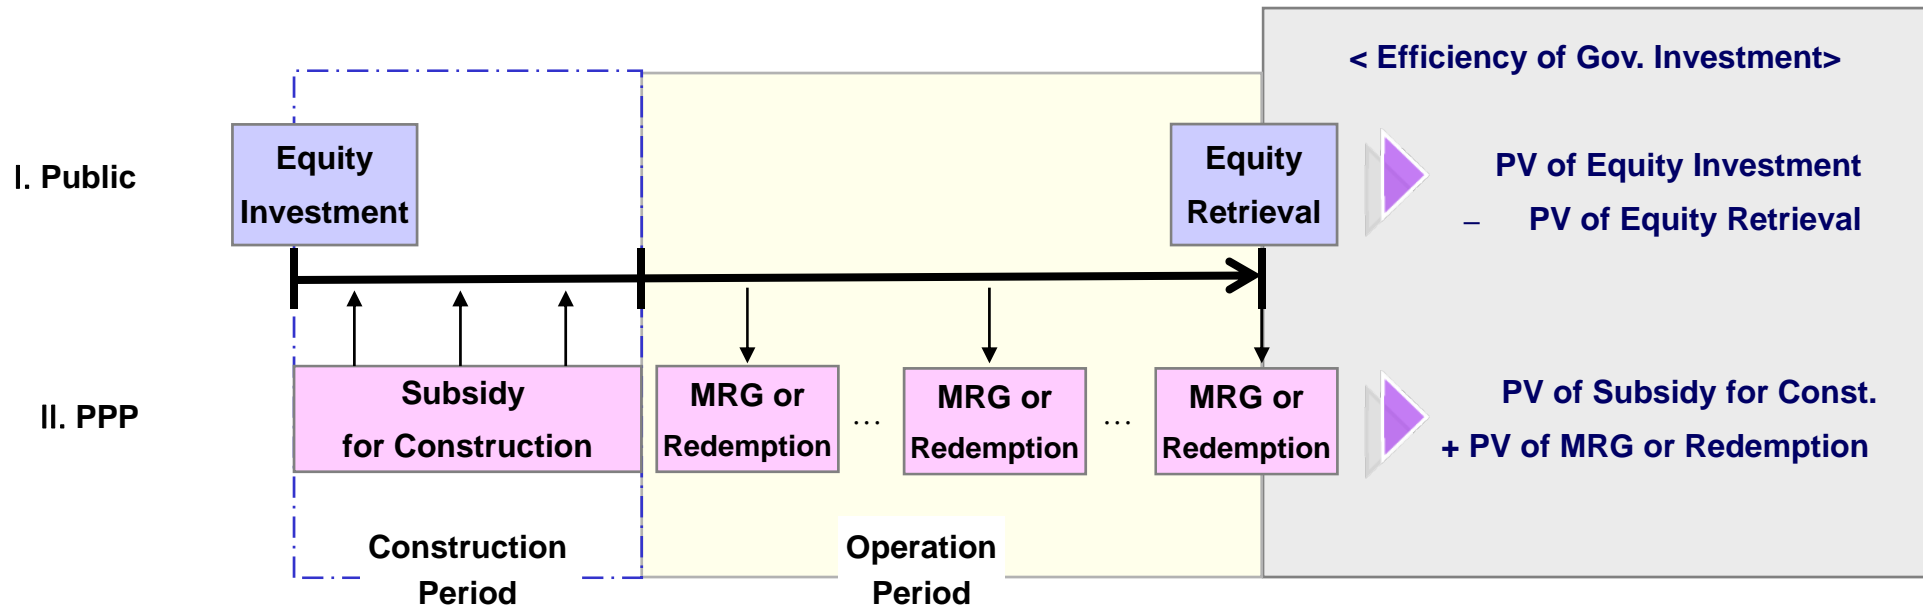 < Efficiency of Gov. Investment>
I. Public
Equity
Investment
Equity
Retrieval
PV of Equity Investment
– PV of Equity Retrieval
II. PPP
Subsidy
for Construction
MRG or
Redemption
...
MRG or
Redemption
...
MRG or
Redemption
PV of Subsidy for Const.
+ PV of MRG or Redemption
Construction
Period
Operation
Period